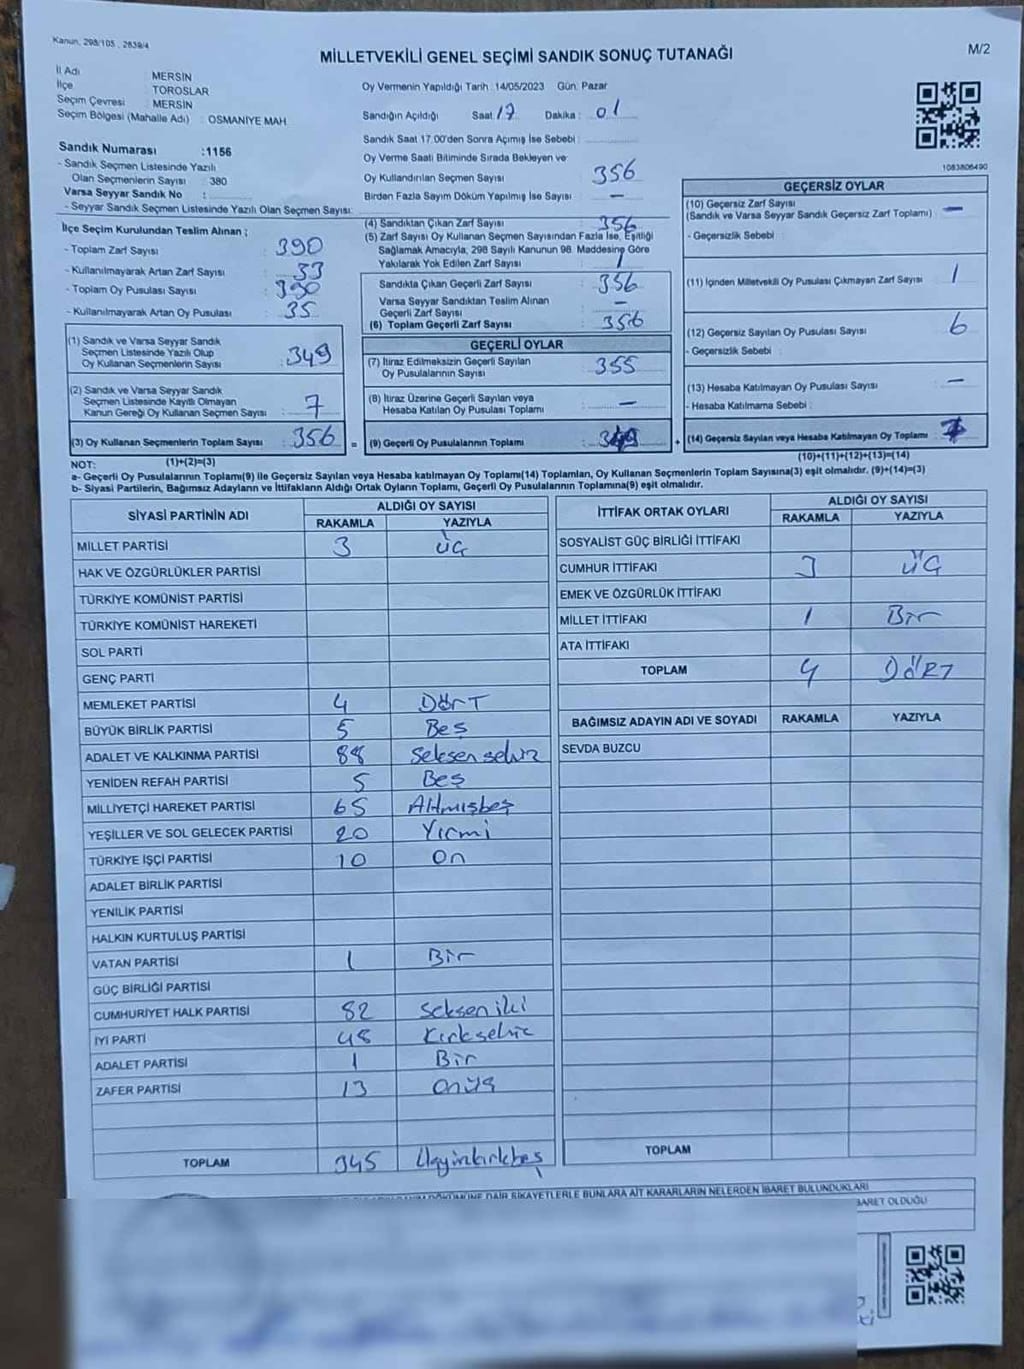 Kanun, 298/105 , 2839/4
MİLLETVEKİLİ GENEL SEÇİMİ SANDIK SONUÇ TUTANAĞI
M/2
İl Adı : MERSİN
İlçe : TOROSLAR
Seçim Çevresi : MERSİN
Seçim Bölgesi (Mahalle Adı) : OSMANİYE MAH.
Sandık Numarası :1156
- Sandık Seçmen Listesinde Yazılı
Olan Seçmenlerin Sayısı : 380
Varsa Seyyar Sandık No :
- Seyyar Sandık Seçmen Listesinde Yazılı Olan Seçmen Sayısı:
Oy Vermenin Yapıldığı Tarih : 14/05/2023 Gün: Pazar
Sandığın Açıldığı Saat : 17 Dakika : 01
Sandık Saat 17.00'den Sonra Açılmış İse Sebebi :
Oy Verme Saati Bitiminde Sırada Bekleyen ve
Oy Kullandırılan Seçmen Sayısı : 356
Birden Fazla Sayım Döküm Yapılmış İse Sayısı : —
1083806490
İlçe Seçim Kurulundan Teslim Alınan ;
- Toplam Zarf Sayısı : 390
- Kullanılmayarak Artan Zarf Sayısı : 33
- Toplam Oy Pusulası Sayısı : 390
- Kullanılmayarak Artan Oy Pusulası : 35
(1) Sandık ve Varsa Seyyar Sandık
Seçmen Listesinde Yazılı Olup
Oy Kullanan Seçmenlerin Sayısı : 349
(2) Sandık ve Varsa Seyyar Sandık
Seçmen Listesinde Kayıtlı Olmayan
Kanun Gereği Oy Kullanan Seçmen Sayısı : 7
(3) Oy Kullanan Seçmenlerin Toplam Sayısı : 356 =
(1)+(2)=(3)
(4) Sandıktan Çıkan Zarf Sayısı : 356
(5) Zarf Sayısı Oy Kullanan Seçmen Sayısından Fazla İse, Eşitliği
Sağlamak Amacıyla, 298 Sayılı Kanunun 98. Maddesine Göre
Yakılarak Yok Edilen Zarf Sayısı
Sandıkta Çıkan Geçerli Zarf Sayısı : 356
Varsa Seyyar Sandıktan Teslim Alınan
Geçerli Zarf Sayısı : —
(6) Toplam Geçerli Zarf Sayısı : 356
GEÇERLİ OYLAR
(7) İtiraz Edilmeksizin Geçerli Sayılan
Oy Pusulalarının Sayısı : 355
(8) İtiraz Üzerine Geçerli Sayılan veya
Hesaba Katılan Oy Pusulası Toplamı : —
(9) Geçerli Oy Pusulalarının Toplamı : 349 +
GEÇERSİZ OYLAR
(10) Geçersiz Zarf Sayısı
(Sandık ve Varsa Seyyar Sandık Geçersiz Zarf Toplamı) : —
- Geçersizlik Sebebi :
(11) İçinden Milletvekili Oy Pusulası Çıkmayan Zarf Sayısı : 1
(12) Geçersiz Sayılan Oy Pusulası Sayısı : 6
- Geçersizlik Sebebi :
(13) Hesaba Katılmayan Oy Pusulası Sayısı : —
- Hesaba Katılmama Sebebi :
(14) Geçersiz Sayılan veya Hesaba Katılmayan Oy Toplamı : 7
(10)+(11)+(12)+(13)=(14)
NOT:
a- Geçerli Oy Pusulalarının Toplamı(9) ile Geçersiz Sayılan veya Hesaba katılmayan Oy Toplamı(14) Toplamları, Oy Kullanan Seçmenlerin Toplam Sayısına(3) eşit olmalıdır. (9)+(14)=(3)
b- Siyasi Partilerin, Bağımsız Adayların ve İttifakların Aldığı Ortak Oyların Toplamı, Geçerli Oy Pusulalarının Toplamına(9) eşit olmalıdır.
SİYASİ PARTİNİN ADI ALDIĞI OY SAYISI
RAKAMLA YAZIYLA
MİLLET PARTİSİ 3 ÜÇ
HAK VE ÖZGÜRLÜKLER PARTİSİ
TÜRKİYE KOMÜNİST PARTİSİ
TÜRKİYE KOMÜNİST HAREKETİ
SOL PARTİ
GENÇ PARTİ
MEMLEKET PARTİSİ 4 DÖrT
BÜYÜK BİRLİK PARTİSİ 5 Beş
ADALET VE KALKINMA PARTİSİ 88 Seksen sekiz
YENİDEN REFAH PARTİSİ 5 Beş
MİLLİYETÇİ HAREKET PARTİSİ 65 Altmışbeş
YEŞİLLER VE SOL GELECEK PARTİSİ 20 Yirmi
TÜRKİYE İŞÇİ PARTİSİ 10 On
ADALET BİRLİK PARTİSİ
YENİLİK PARTİSİ
HALKIN KURTULUŞ PARTİSİ
VATAN PARTİSİ 1 Bir
GÜÇ BİRLİĞİ PARTİSİ
CUMHURİYET HALK PARTİSİ 82 Seksen iki
İYİ PARTİ 48 Kırksekiz
ADALET PARTİSİ 1 Bir
ZAFER PARTİSİ 13 Onüç
TOPLAM 345 Üçyüzkırkbeş
İTTİFAK ORTAK OYLARI ALDIĞI OY SAYISI
RAKAMLA YAZIYLA
SOSYALİST GÜÇ BİRLİĞİ İTTİFAKI
CUMHUR İTTİFAKI 3 ÜÇ
EMEK VE ÖZGÜRLÜK İTTİFAKI
MİLLET İTTİFAKI 1 Bir
ATA İTTİFAKI
TOPLAM 4 DÖRT
BAĞIMSIZ ADAYIN ADI VE SOYADI RAKAMLA YAZIYLA
SEVDA BUZCU
TOPLAM
DÖKÜMÜNE DAİR ŞİKAYETLERLE BUNLARA AİT KARARLARIN NELERDEN İBARET BULUNDUKLARI
BARET OLDUĞU